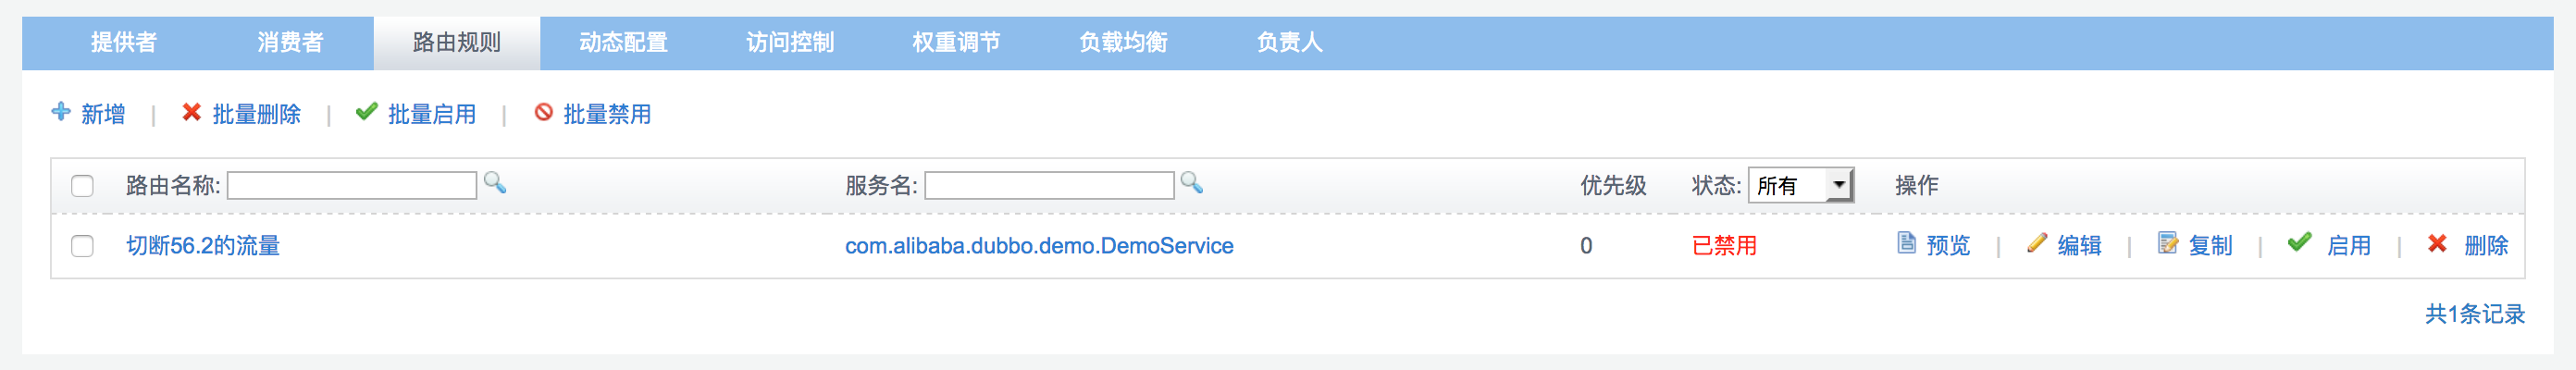 提供者 消费者 路由规则 动态配置 访问控制 权重调节 负载均衡 负责人
新增 | 批量删除 | 批量启用 | 批量禁用
路由名称: 服务名: 优先级 状态: 所有 操作
切断56.2的流量 com.alibaba.dubbo.demo.DemoService 0 已禁用 预览 | 编辑 | 复制 | 启用 | 删除
共1条记录